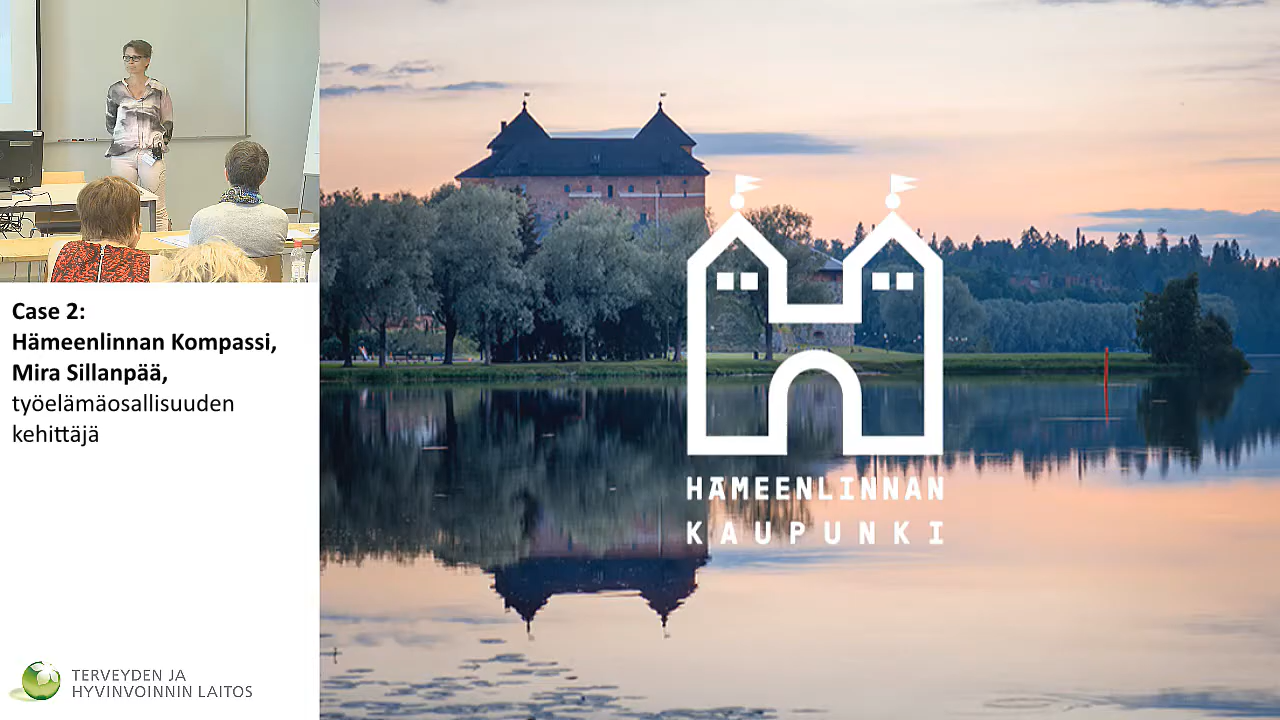 Case 2:
Hämeenlinnan Kompassi,
Mira Sillanpää,
työelämäosallisuuden
kehittäjä
TERVEYDEN JA
HYVINVOINNIN LAITOS
HÄMEENLINNAN
KAUPUNKI